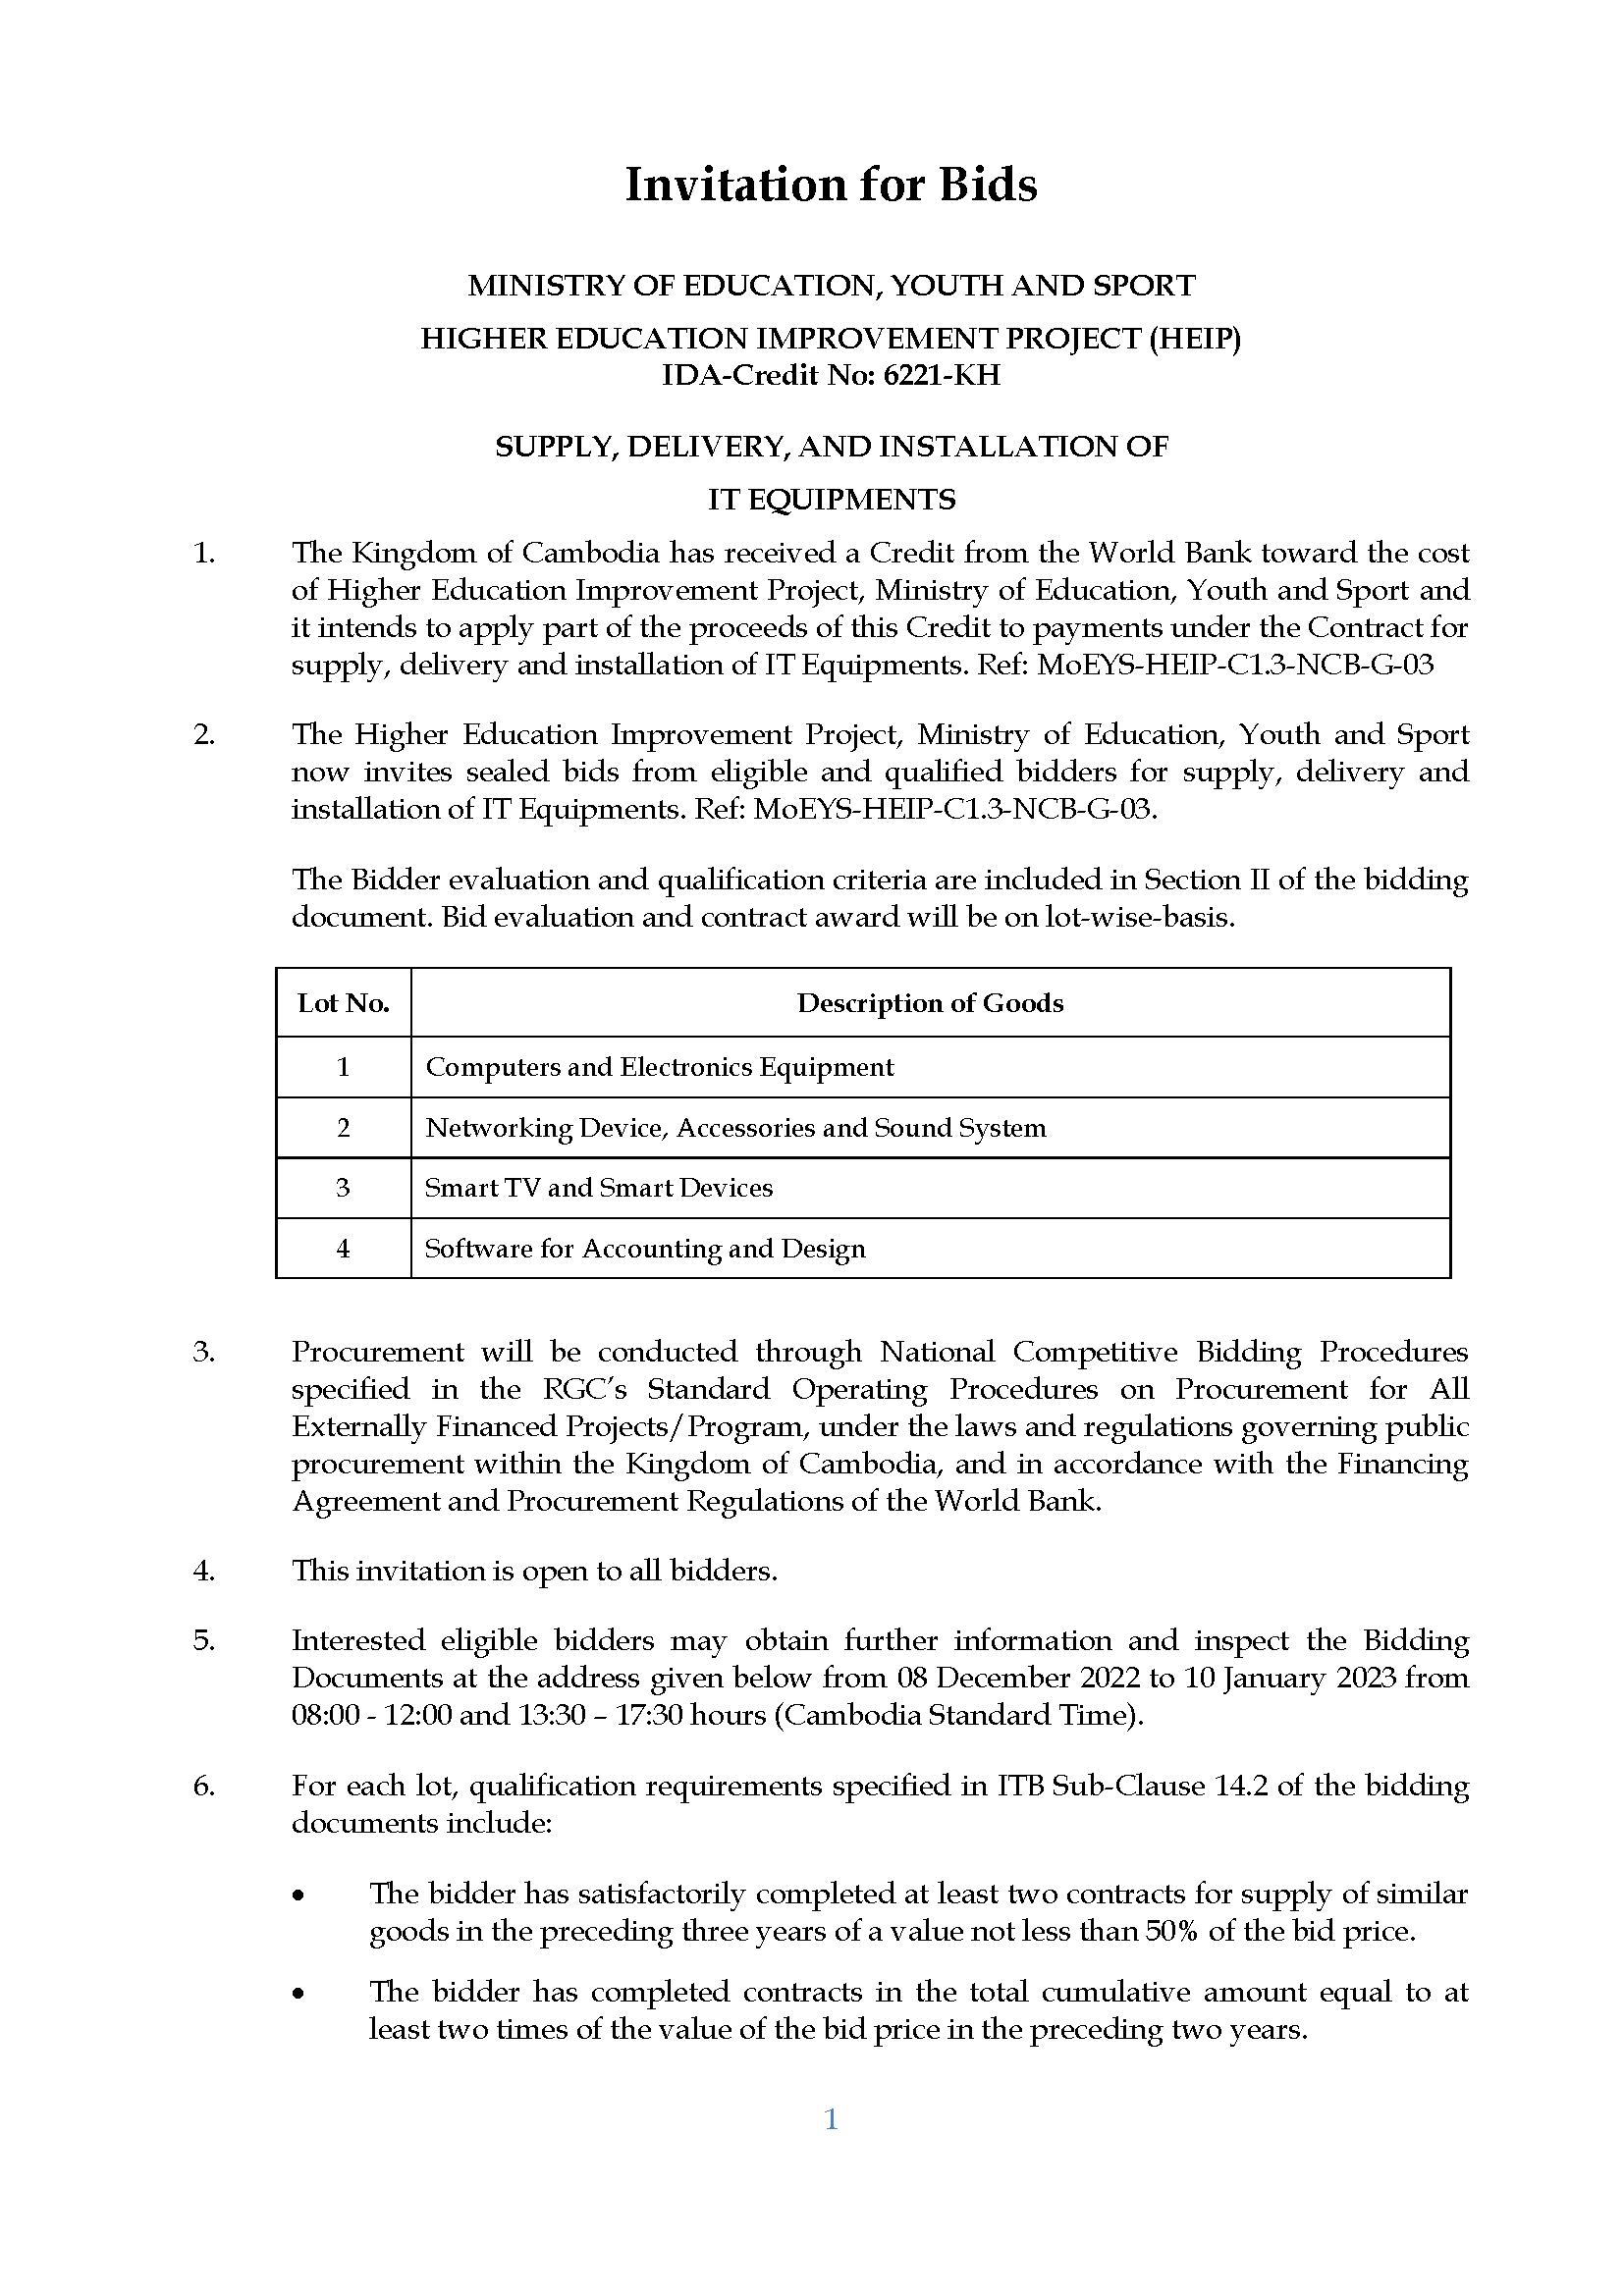 Invitation for Bids
MINISTRY OF EDUCATION, YOUTH AND SPORT
HIGHER EDUCATION IMPROVEMENT PROJECT (HEIP)
IDA-Credit No: 6221-KH
SUPPLY, DELIVERY, AND INSTALLATION OF
IT EQUIPMENTS
1. The Kingdom of Cambodia has received a Credit from the World Bank toward the cost
of Higher Education Improvement Project, Ministry of Education, Youth and Sport and
it intends to apply part of the proceeds of this Credit to payments under the Contract for
supply, delivery and installation of IT Equipments. Ref: MoEYS-HEIP-C1.3-NCB-G-03
2. The Higher Education Improvement Project, Ministry of Education, Youth and Sport
now invites sealed bids from eligible and qualified bidders for supply, delivery and
installation of IT Equipments. Ref: MoEYS-HEIP-C1.3-NCB-G-03.
The Bidder evaluation and qualification criteria are included in Section II of the bidding
document. Bid evaluation and contract award will be on lot-wise-basis.
Lot No. Description of Goods
1 Computers and Electronics Equipment
2 Networking Device, Accessories and Sound System
3 Smart TV and Smart Devices
4 Software for Accounting and Design
3. Procurement will be conducted through National Competitive Bidding Procedures
specified in the RGC's Standard Operating Procedures on Procurement for All
Externally Financed Projects/Program, under the laws and regulations governing public
procurement within the Kingdom of Cambodia, and in accordance with the Financing
Agreement and Procurement Regulations of the World Bank.
4. This invitation is open to all bidders.
5. Interested eligible bidders may obtain further information and inspect the Bidding
Documents at the address given below from 08 December 2022 to 10 January 2023 from
08:00 - 12:00 and 13:30 – 17:30 hours (Cambodia Standard Time).
6. For each lot, qualification requirements specified in ITB Sub-Clause 14.2 of the bidding
documents include:
• The bidder has satisfactorily completed at least two contracts for supply of similar
goods in the preceding three years of a value not less than 50% of the bid price.
• The bidder has completed contracts in the total cumulative amount equal to at
least two times of the value of the bid price in the preceding two years.
1